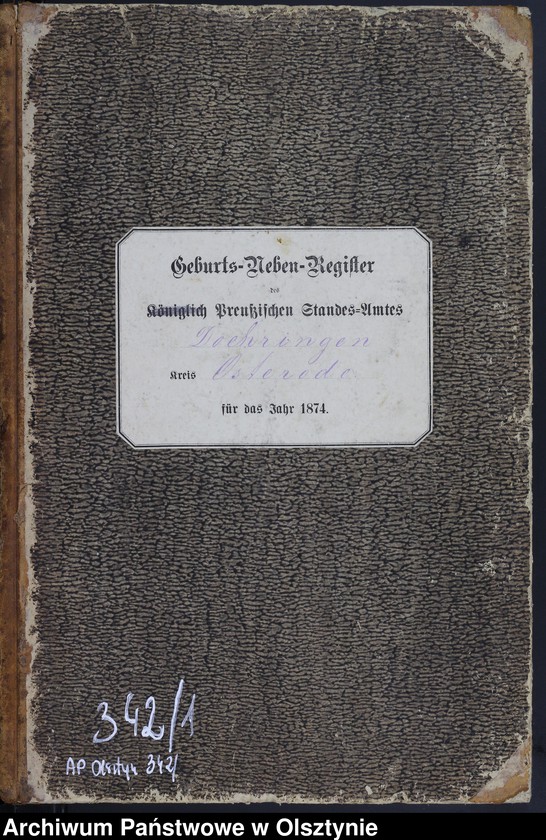 Geburts-Neben-Register
des
Königlich Preußischen Standes-Amtes
Doehringen
Kreis Osterode
für das Jahr 1874.
342/1
AP Olsztyn 342/
Archiwum Państwowe w Olsztynie